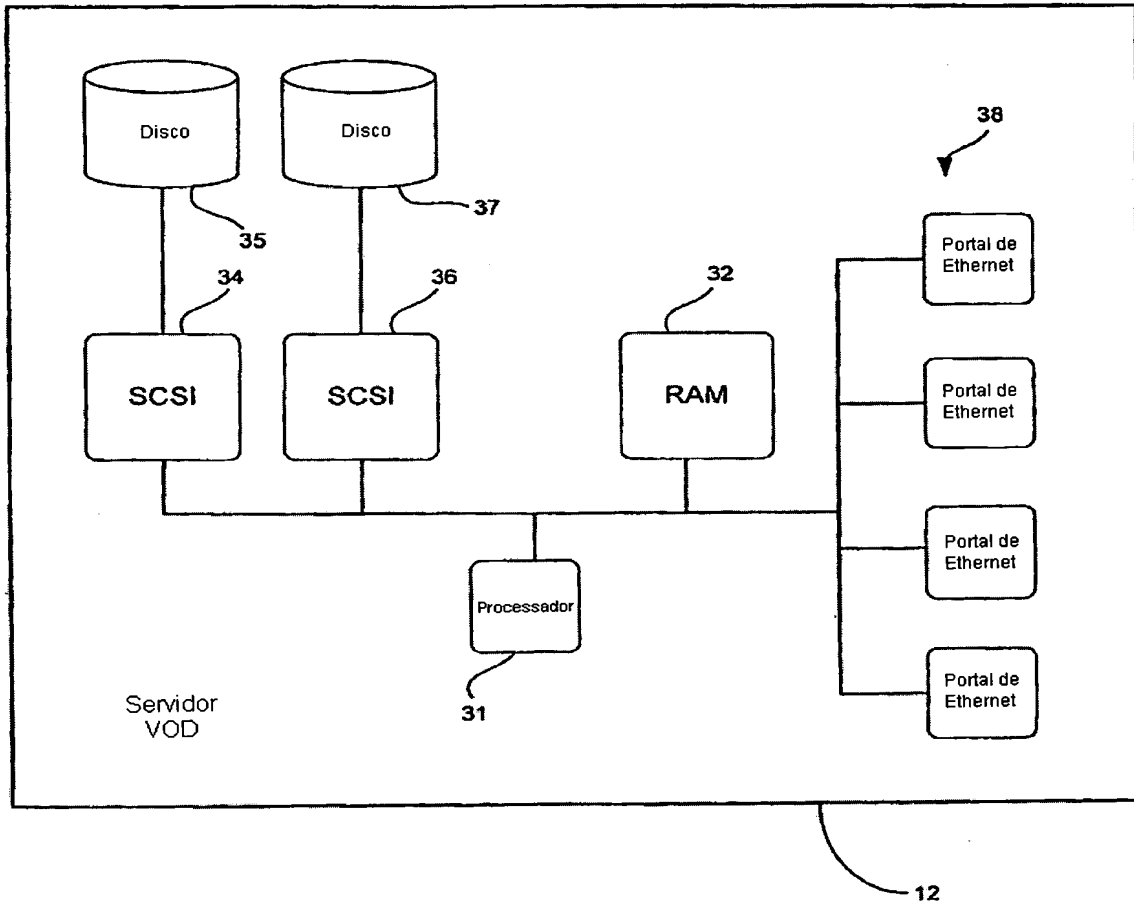 Disco
Disco
38
35
37
Portal de
Ethernet
34
36
32
SCSI
SCSI
RAM
Portal de
Ethernet
Portal de
Ethernet
Processador
31
Portal de
Ethernet
Servidor
VOD
12